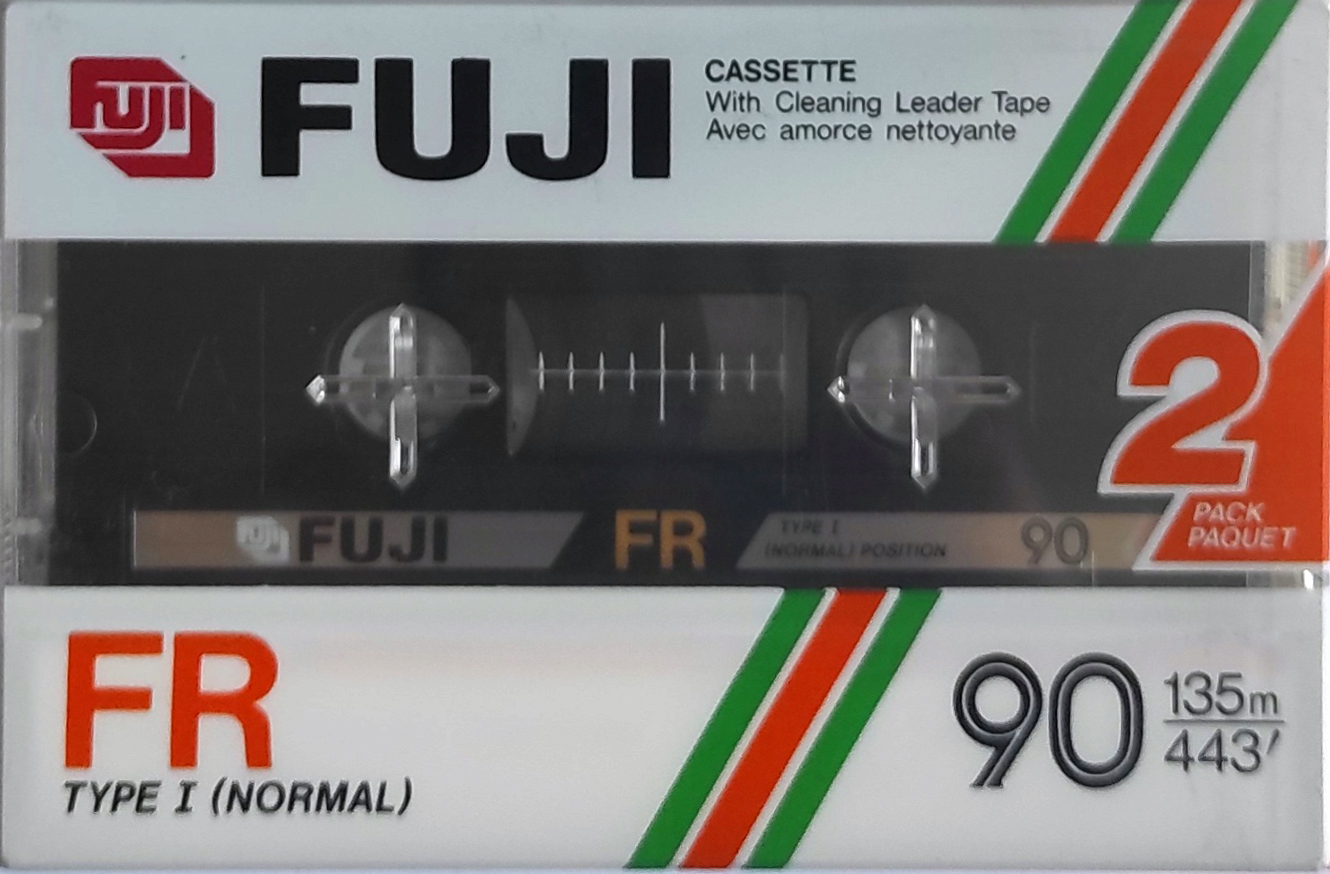 FUJI
FUJI
CASSETTE
With Cleaning Leader Tape
Avec amorce nettoyante
2
PACK
PAQUET
FUJI
FUJI
FR
TYPE I
(NORMAL) POSITION
90
FR
TYPE I (NORMAL)
90
135m
443′